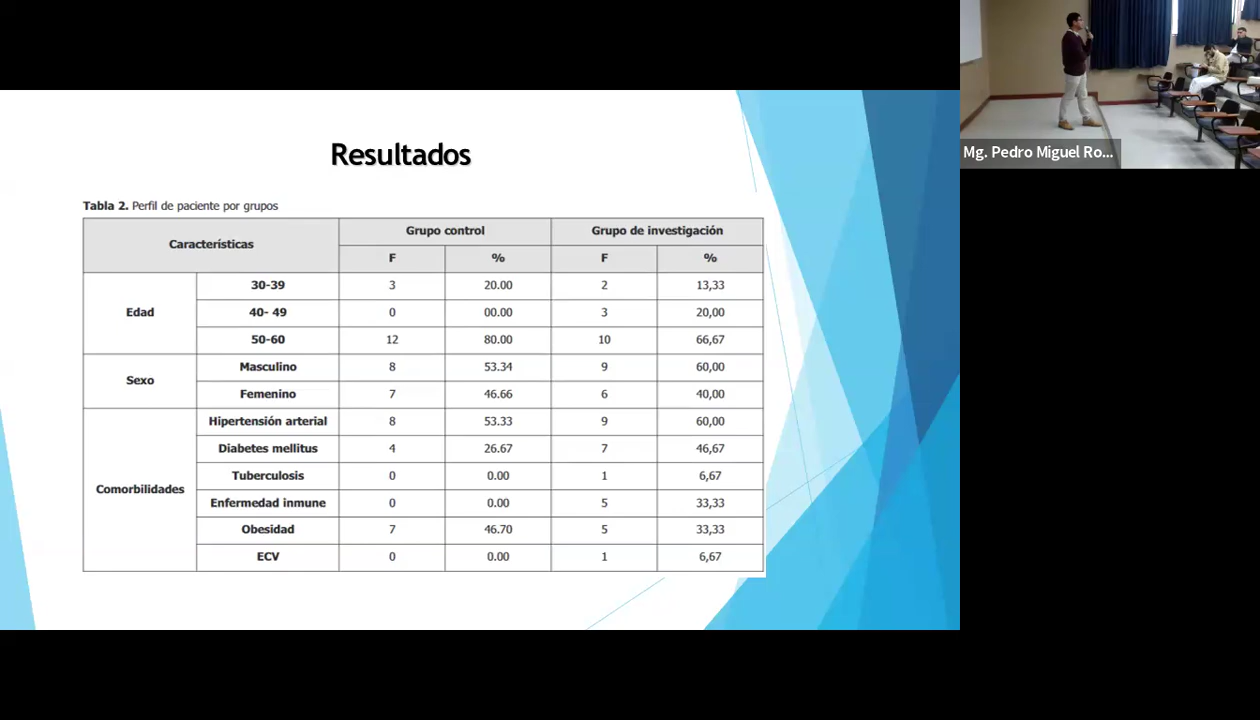 Resultados
Tabla 2. Perfil de paciente por grupos
Características Grupo control Grupo de investigación
F % F %
Edad 30-39 3 20.00 2 13,33
40- 49 0 00.00 3 20,00
50-60 12 80.00 10 66,67
Sexo Masculino 8 53.34 9 60,00
Femenino 7 46.66 6 40,00
Comorbilidades Hipertensión arterial 8 53.33 9 60,00
Diabetes mellitus 4 26.67 7 46,67
Tuberculosis 0 0.00 1 6,67
Enfermedad inmune 0 0.00 5 33,33
Obesidad 7 46.70 5 33,33
ECV 0 0.00 1 6,67
Mg. Pedro Miguel Ro...